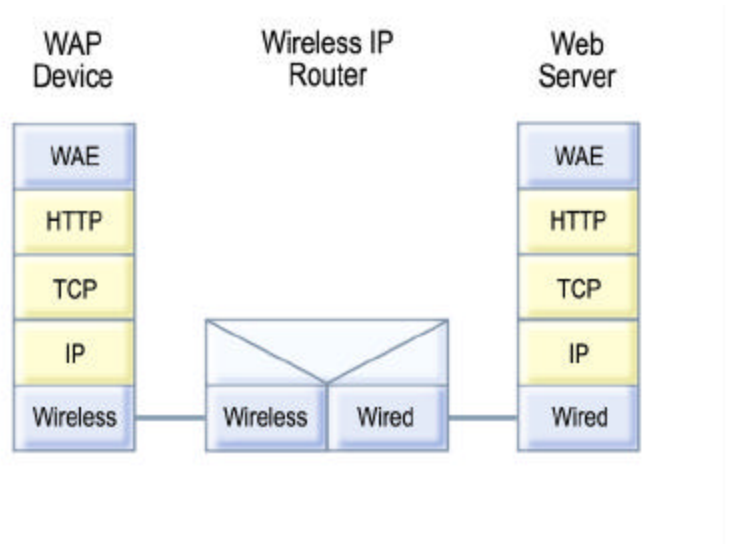 WAP
Device
Wireless IP
Router
Web
Server
WAE
HTTP
TCP
IP
Wireless
Wireless
Wired
WAE
HTTP
TCP
IP
Wired